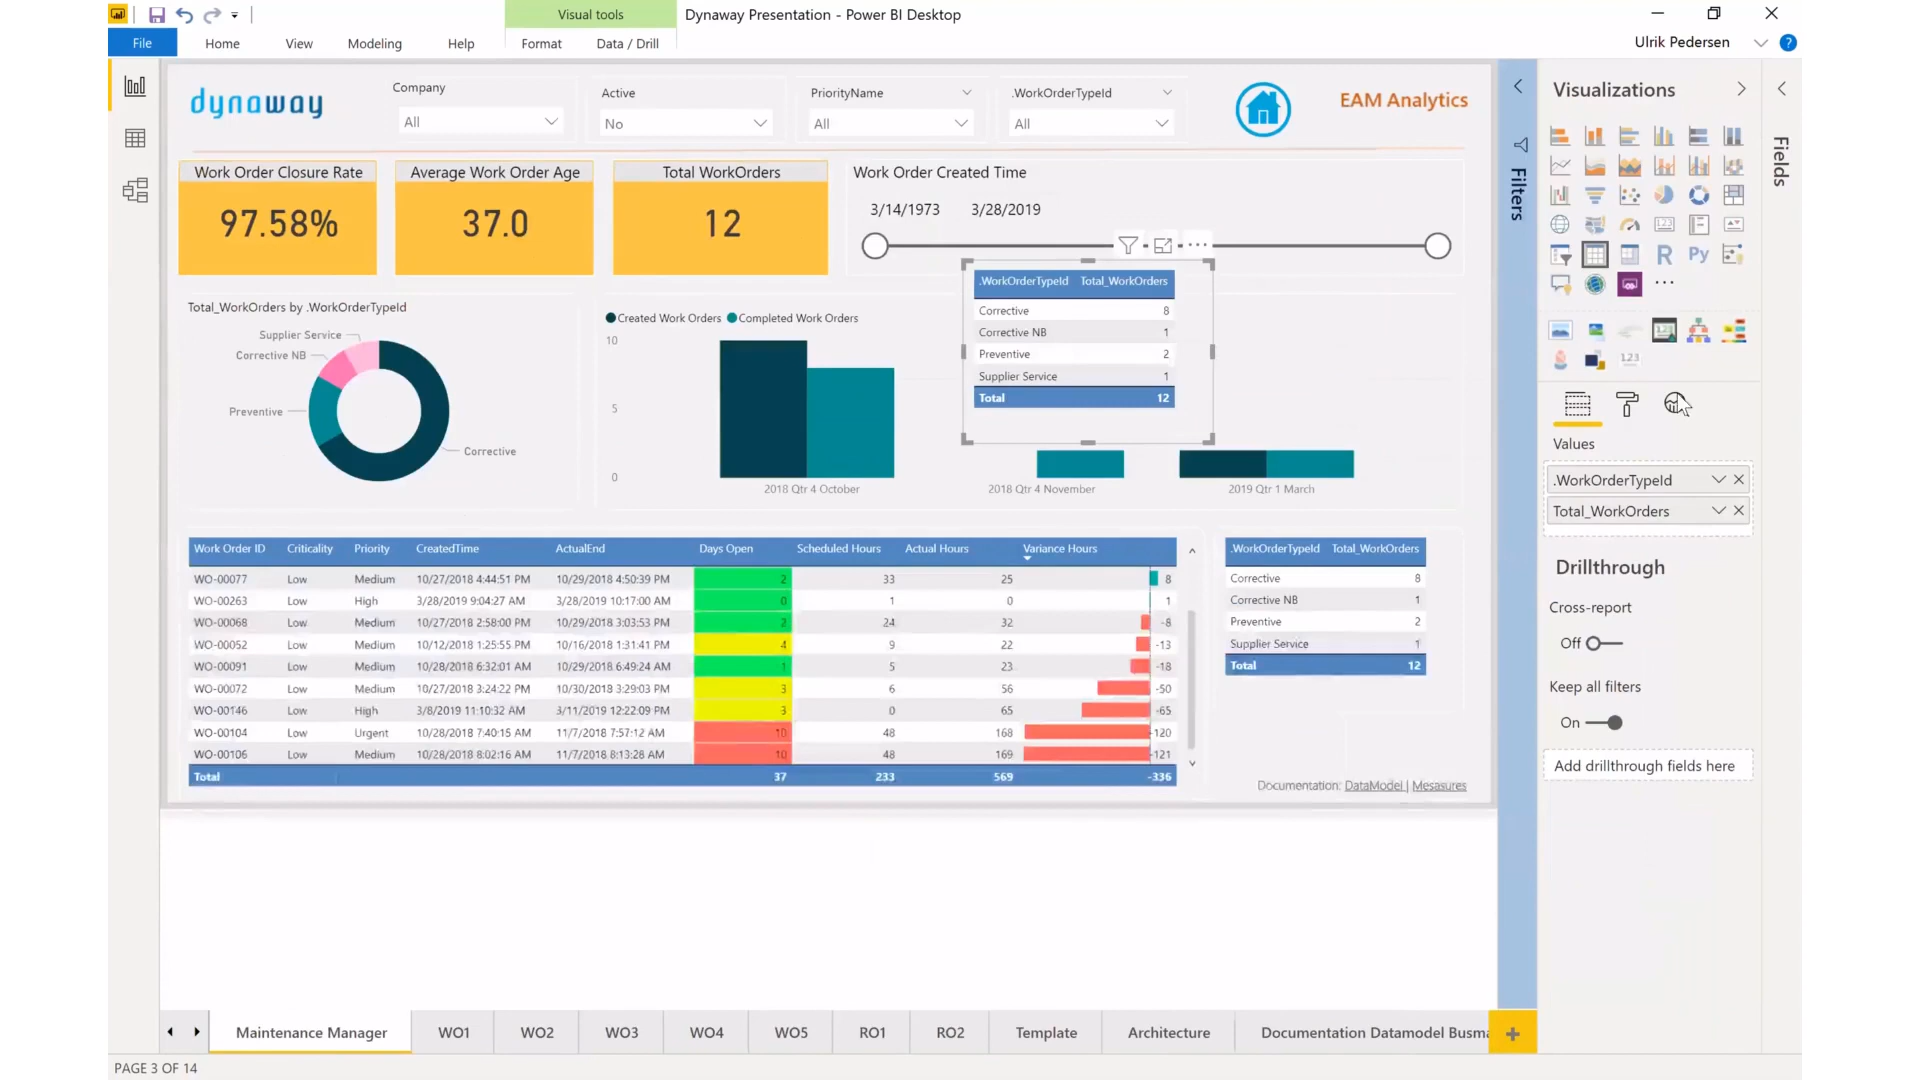 Visual tools
Dynaway Presentation - Power BI Desktop
File
Home
View
Modeling
Help
Format
Data / Drill
Ulrik Pedersen
?
dynaway
Company
All
Active
No
PriorityName
All
.WorkOrderTypeId
All
EAM Analytics
Work Order Closure Rate
97.58%
Average Work Order Age
37.0
Total WorkOrders
12
Work Order Created Time
3/14/1973 3/28/2019
.WorkOrderTypeId Total_WorkOrders
Corrective 8
Corrective NB 1
Preventive 2
Supplier Service 1
Total 12
Total_WorkOrders by .WorkOrderTypeId
Supplier Service
Corrective NB
Preventive
Corrective
Created Work Orders Completed Work Orders
10
5
0
2018 Qtr 4 October
2018 Qtr 4 November
2019 Qtr 1 March
Work Order ID Criticality Priority CreatedTime ActualEnd Days Open Scheduled Hours Actual Hours Variance Hours
WO-00077 Low Medium 10/27/2018 4:44:51 PM 10/29/2018 4:50:39 PM 2 33 25 8
WO-00263 Low High 3/28/2019 9:04:27 AM 3/28/2019 10:17:00 AM 0 1 0 1
WO-00068 Low Medium 10/27/2018 2:58:00 PM 10/29/2018 3:03:53 PM 2 24 32 -8
WO-00052 Low Medium 10/12/2018 1:25:55 PM 10/16/2018 1:31:41 PM 4 9 22 -13
WO-00091 Low Medium 10/28/2018 6:32:01 AM 10/29/2018 6:49:24 AM 1 5 23 -18
WO-00072 Low Medium 10/27/2018 3:24:22 PM 10/30/2018 3:29:03 PM 3 6 56 -50
WO-00146 Low High 3/8/2019 11:10:32 AM 3/11/2019 12:22:09 PM 3 0 65 -65
WO-00104 Low Urgent 10/28/2018 7:40:15 AM 11/7/2018 7:57:12 AM 10 48 168 -120
WO-00106 Low Medium 10/28/2018 8:02:16 AM 11/7/2018 8:13:28 AM 10 48 169 -121
Total 37 233 569 -336
.WorkOrderTypeId Total_WorkOrders
Corrective 8
Corrective NB 1
Preventive 2
Supplier Service 1
Total 12
Documentation: DataModel | Mesasures
Filters
Visualizations
R
Py
123
Values
.WorkOrderTypeId
Total_WorkOrders
Drillthrough
Cross-report
Off
Keep all filters
On
Add drillthrough fields here
Fields
Maintenance Manager
WO1
WO2
WO3
WO4
WO5
RO1
RO2
Template
Architecture
Documentation Datamodel Busma
PAGE 3 OF 14